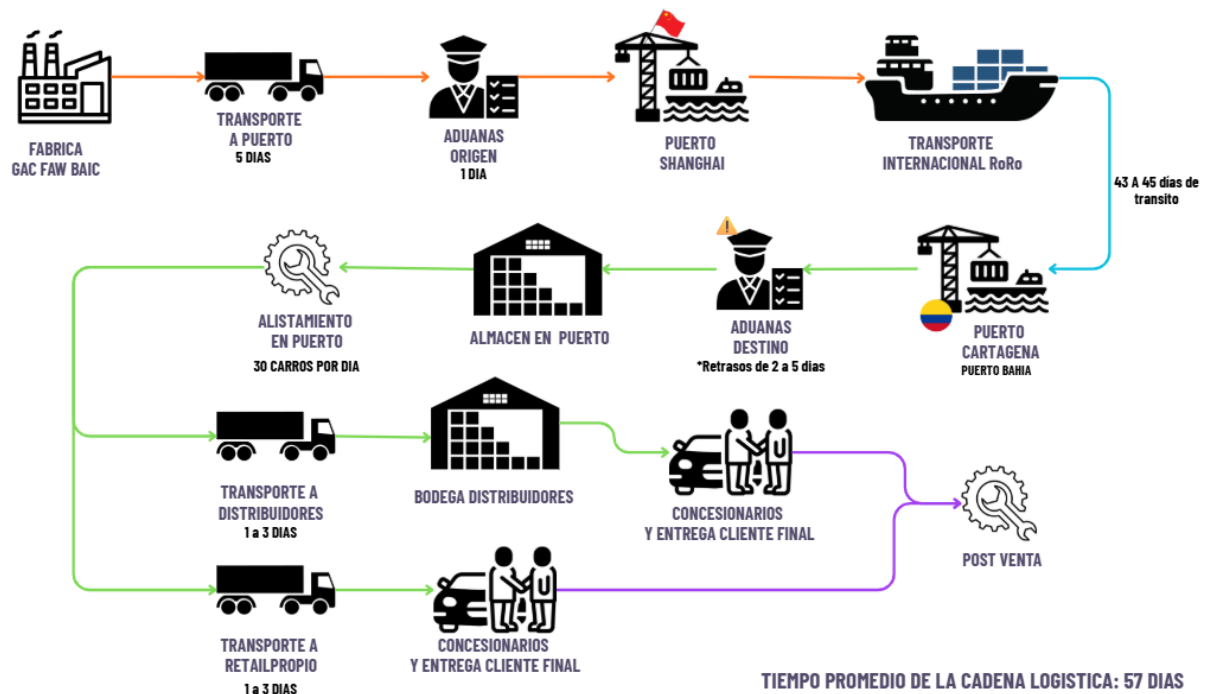 FABRICA
GAC FAW BAIC
TRANSPORTE
A PUERTO
5 DIAS
ADUANAS
ORIGEN
1 DIA
PUERTO
SHANGHAI
TRANSPORTE
INTERNACIONAL RoRo
43 A 45 días de
transito
ALISTAMIENTO
EN PUERTO
30 CARROS POR DIA
ALMACEN EN PUERTO
ADUANAS
DESTINO
*Retrasos de 2 a 5 dias
PUERTO
CARTAGENA
PUERTO BAHIA
TRANSPORTE A
DISTRIBUIDORES
1 a 3 DIAS
BODEGA DISTRIBUIDORES
CONCESIONARIOS
Y ENTREGA CLIENTE FINAL
POST VENTA
TRANSPORTE A
RETAILPROPIO
1 a 3 DIAS
CONCESIONARIOS
Y ENTREGA CLIENTE FINAL
TIEMPO PROMEDIO DE LA CADENA LOGISTICA: 57 DIAS